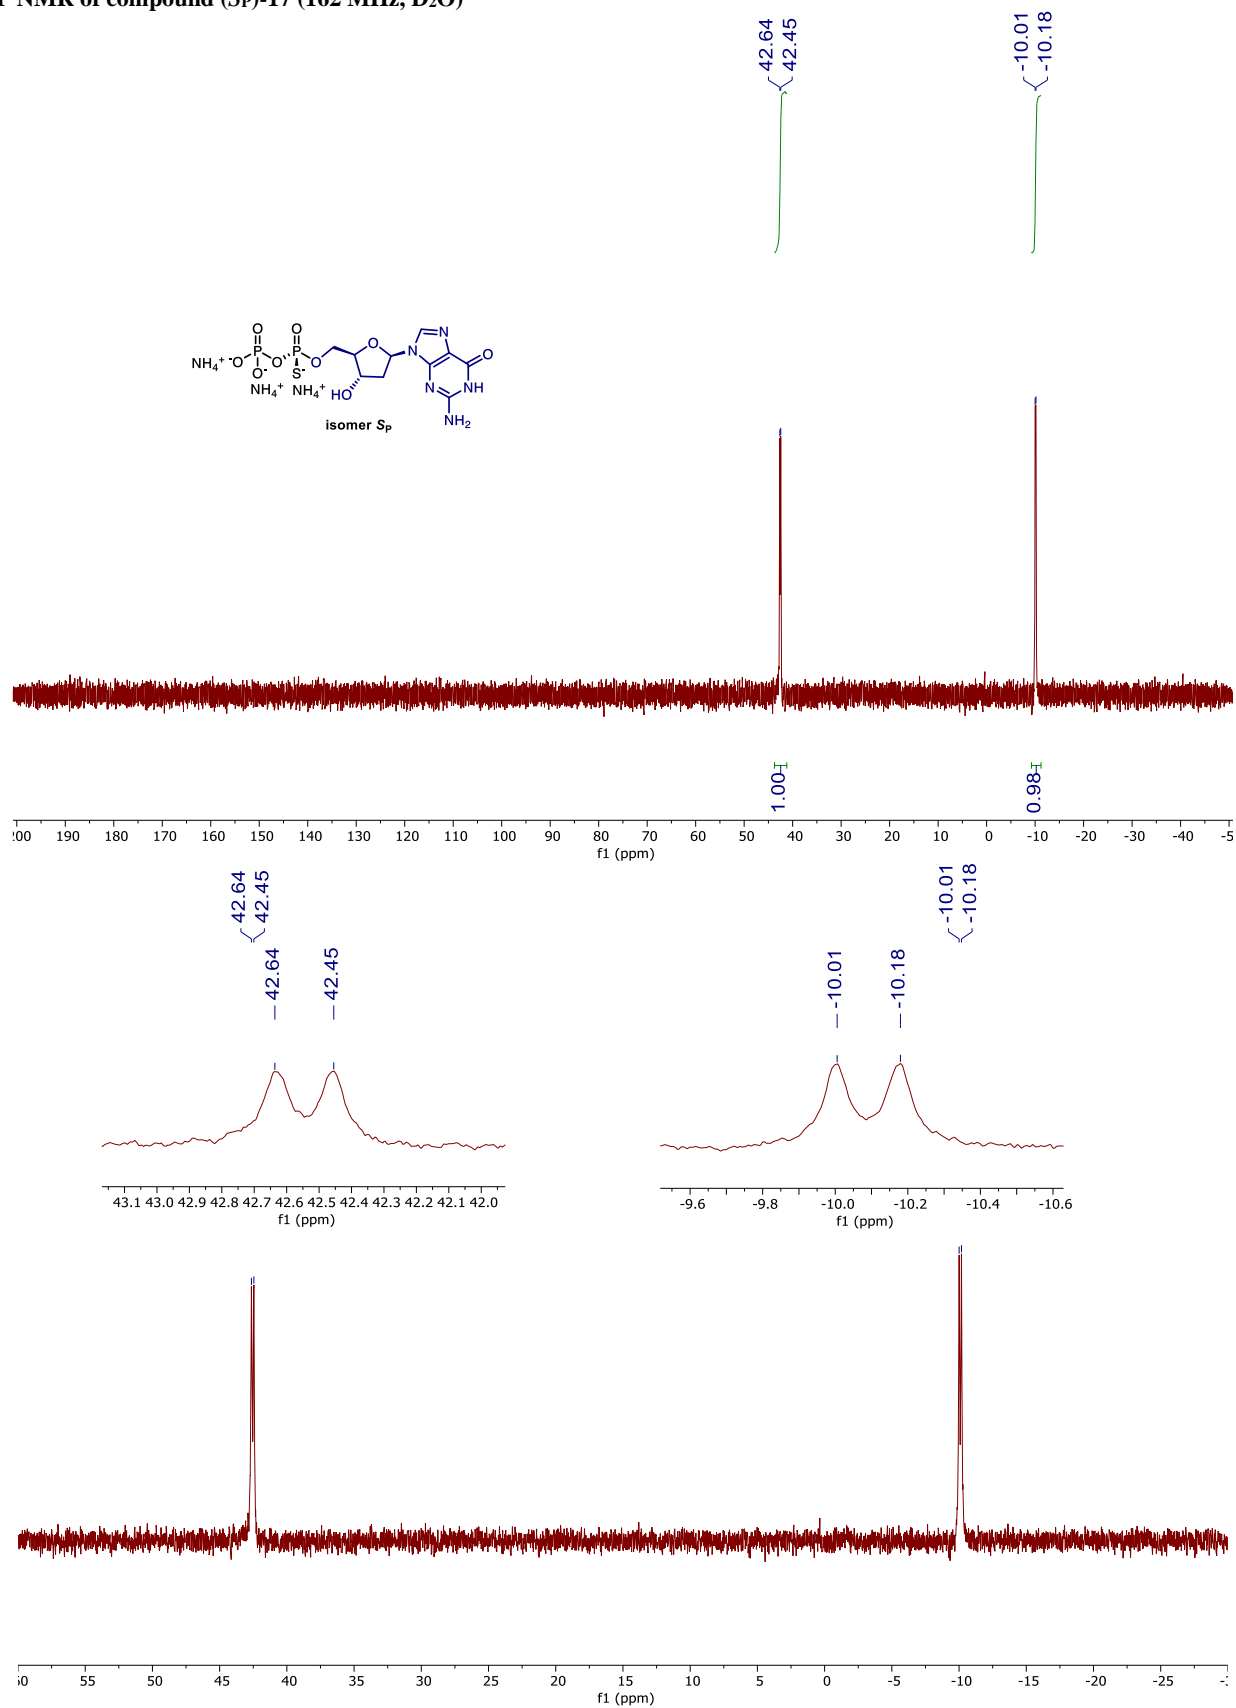 NMR of compound (SP)-17 (162 MHz, D2O)
42.64
42.45
-10.01
-10.18
O O
NH4+ -O P O P O O N N O
O- S- N NH
NH4+ NH4+ HO
NH2
isomer SP
1.00
0.98
190 180 170 160 150 140 130 120 110 100 90 80 70 60 50 40 30 20 10 0 -10 -20 -30 -40
f1 (ppm)
42.64
42.45
-10.01
-10.18
42.64
42.45
-10.01
-10.18
43.1 43.0 42.9 42.8 42.7 42.6 42.5 42.4 42.3 42.2 42.1 42.0
f1 (ppm)
-9.6 -9.8 -10.0 -10.2 -10.4 -10.6
f1 (ppm)
55 50 45 40 35 30 25 20 15 10 5 0 -5 -10 -15 -20 -25
f1 (ppm)